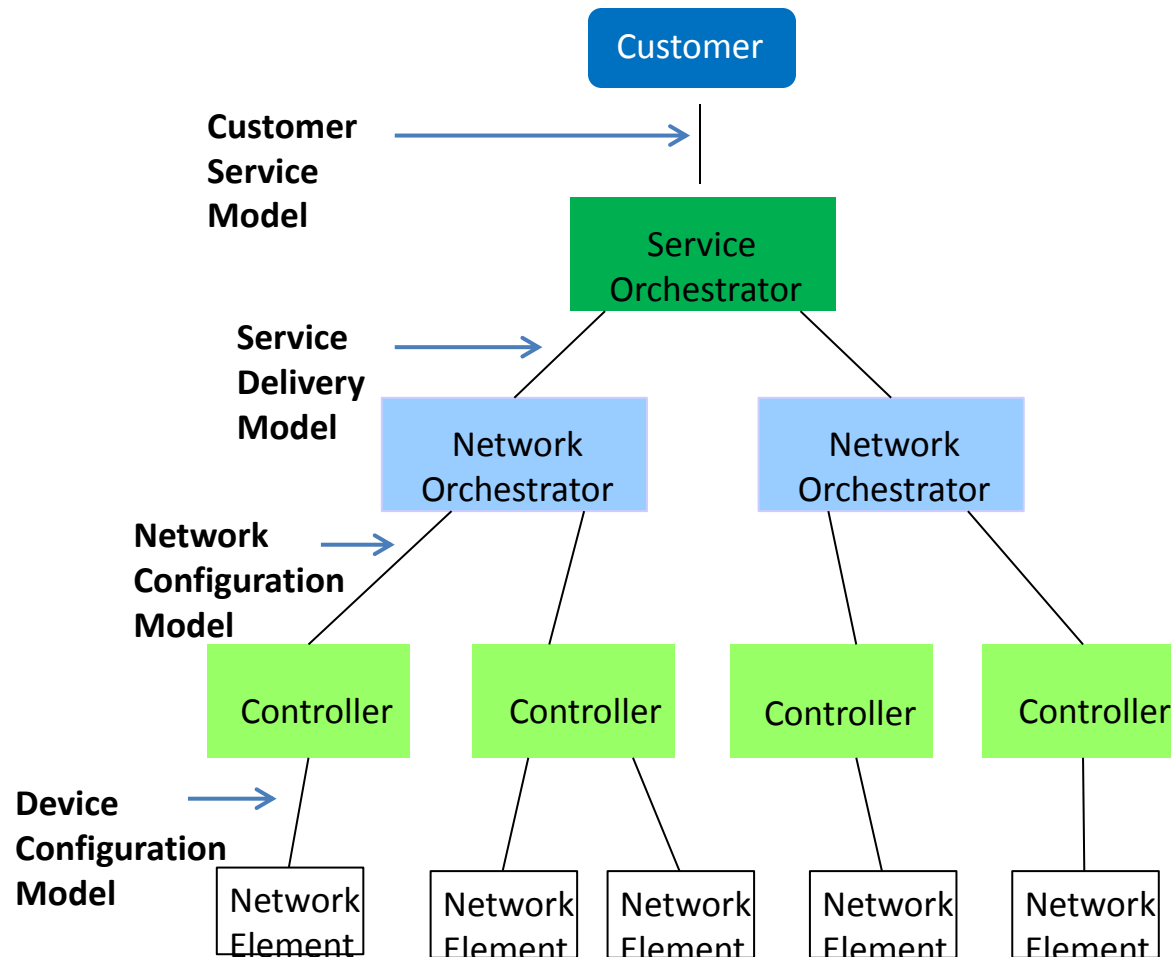 Customer
Customer
Service
Model
Service
Orchestrator
Service
Delivery
Model
Network
Orchestrator
Network
Orchestrator
Network
Configuration
Model
Controller
Controller
Controller
Controller
Device
Configuration
Model
Network
Element
Network
Element
Network
Element
Network
Element
Network
Element